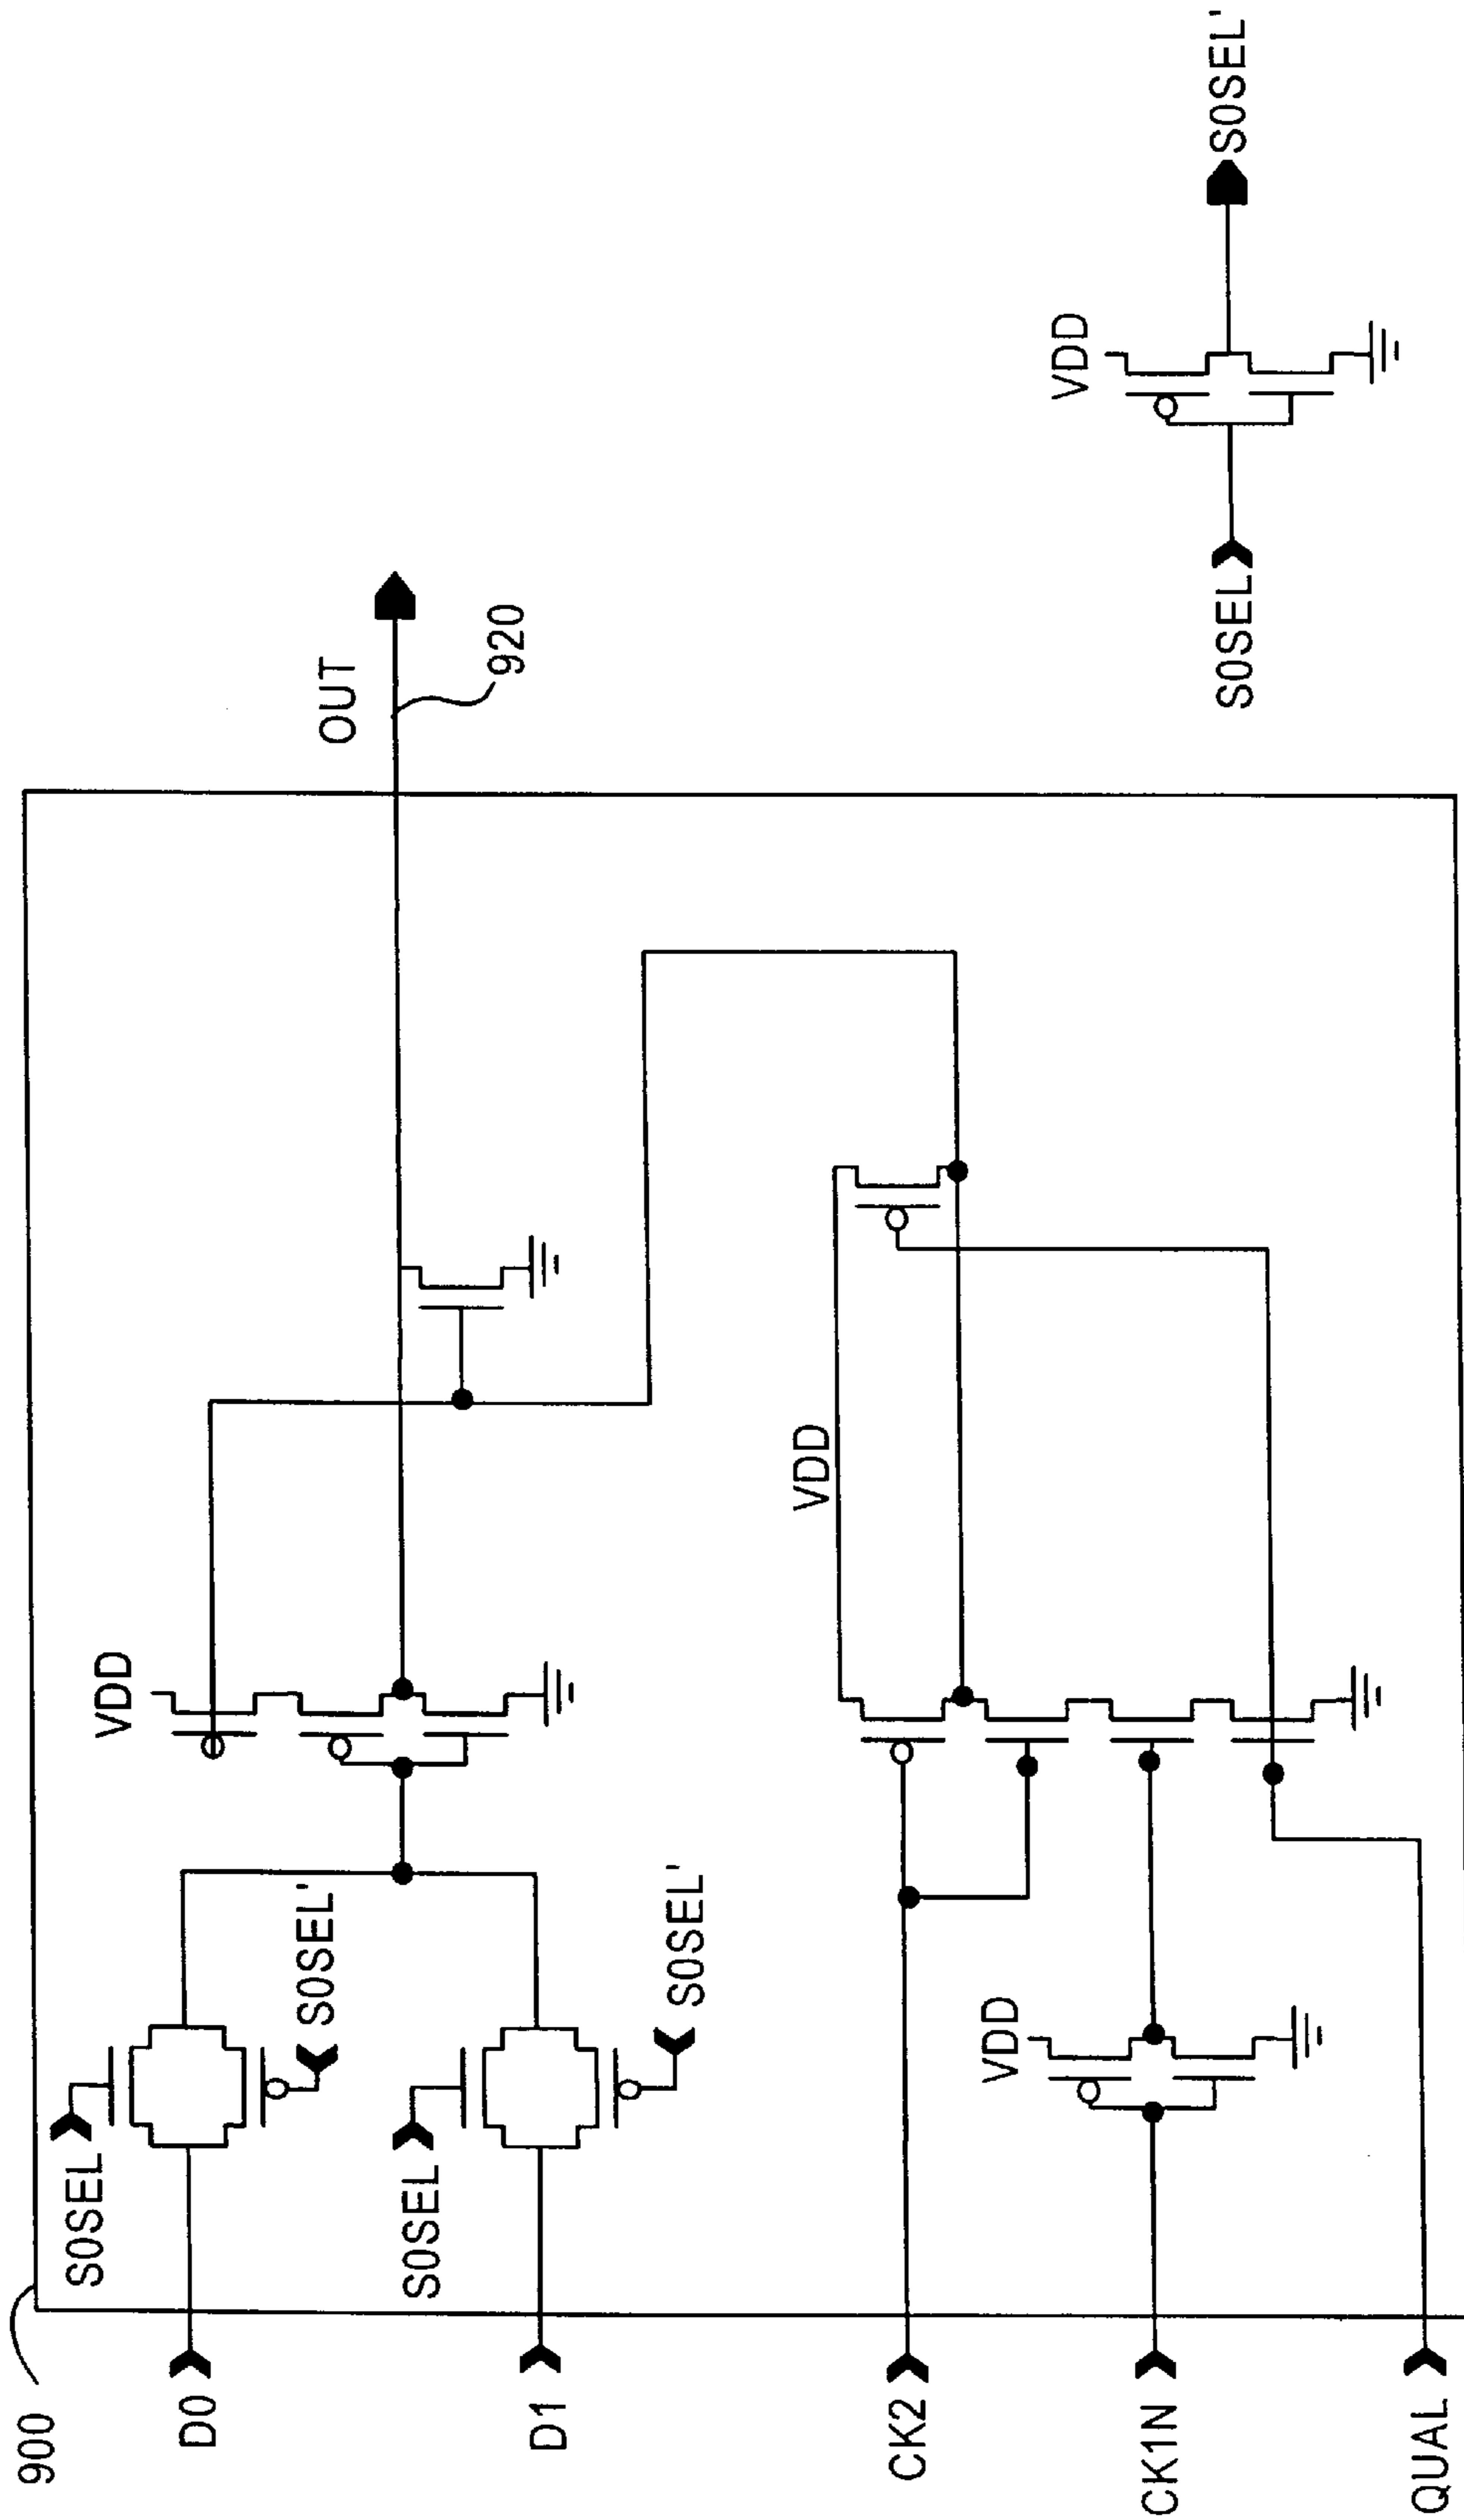 900
D0
D1
CK2
CK1N
QUAL
S0SEL
S0SEL'
S0SEL
S0SEL'
VDD
VDD
VDD
OUT
920
S0SEL
VDD
S0SEL'